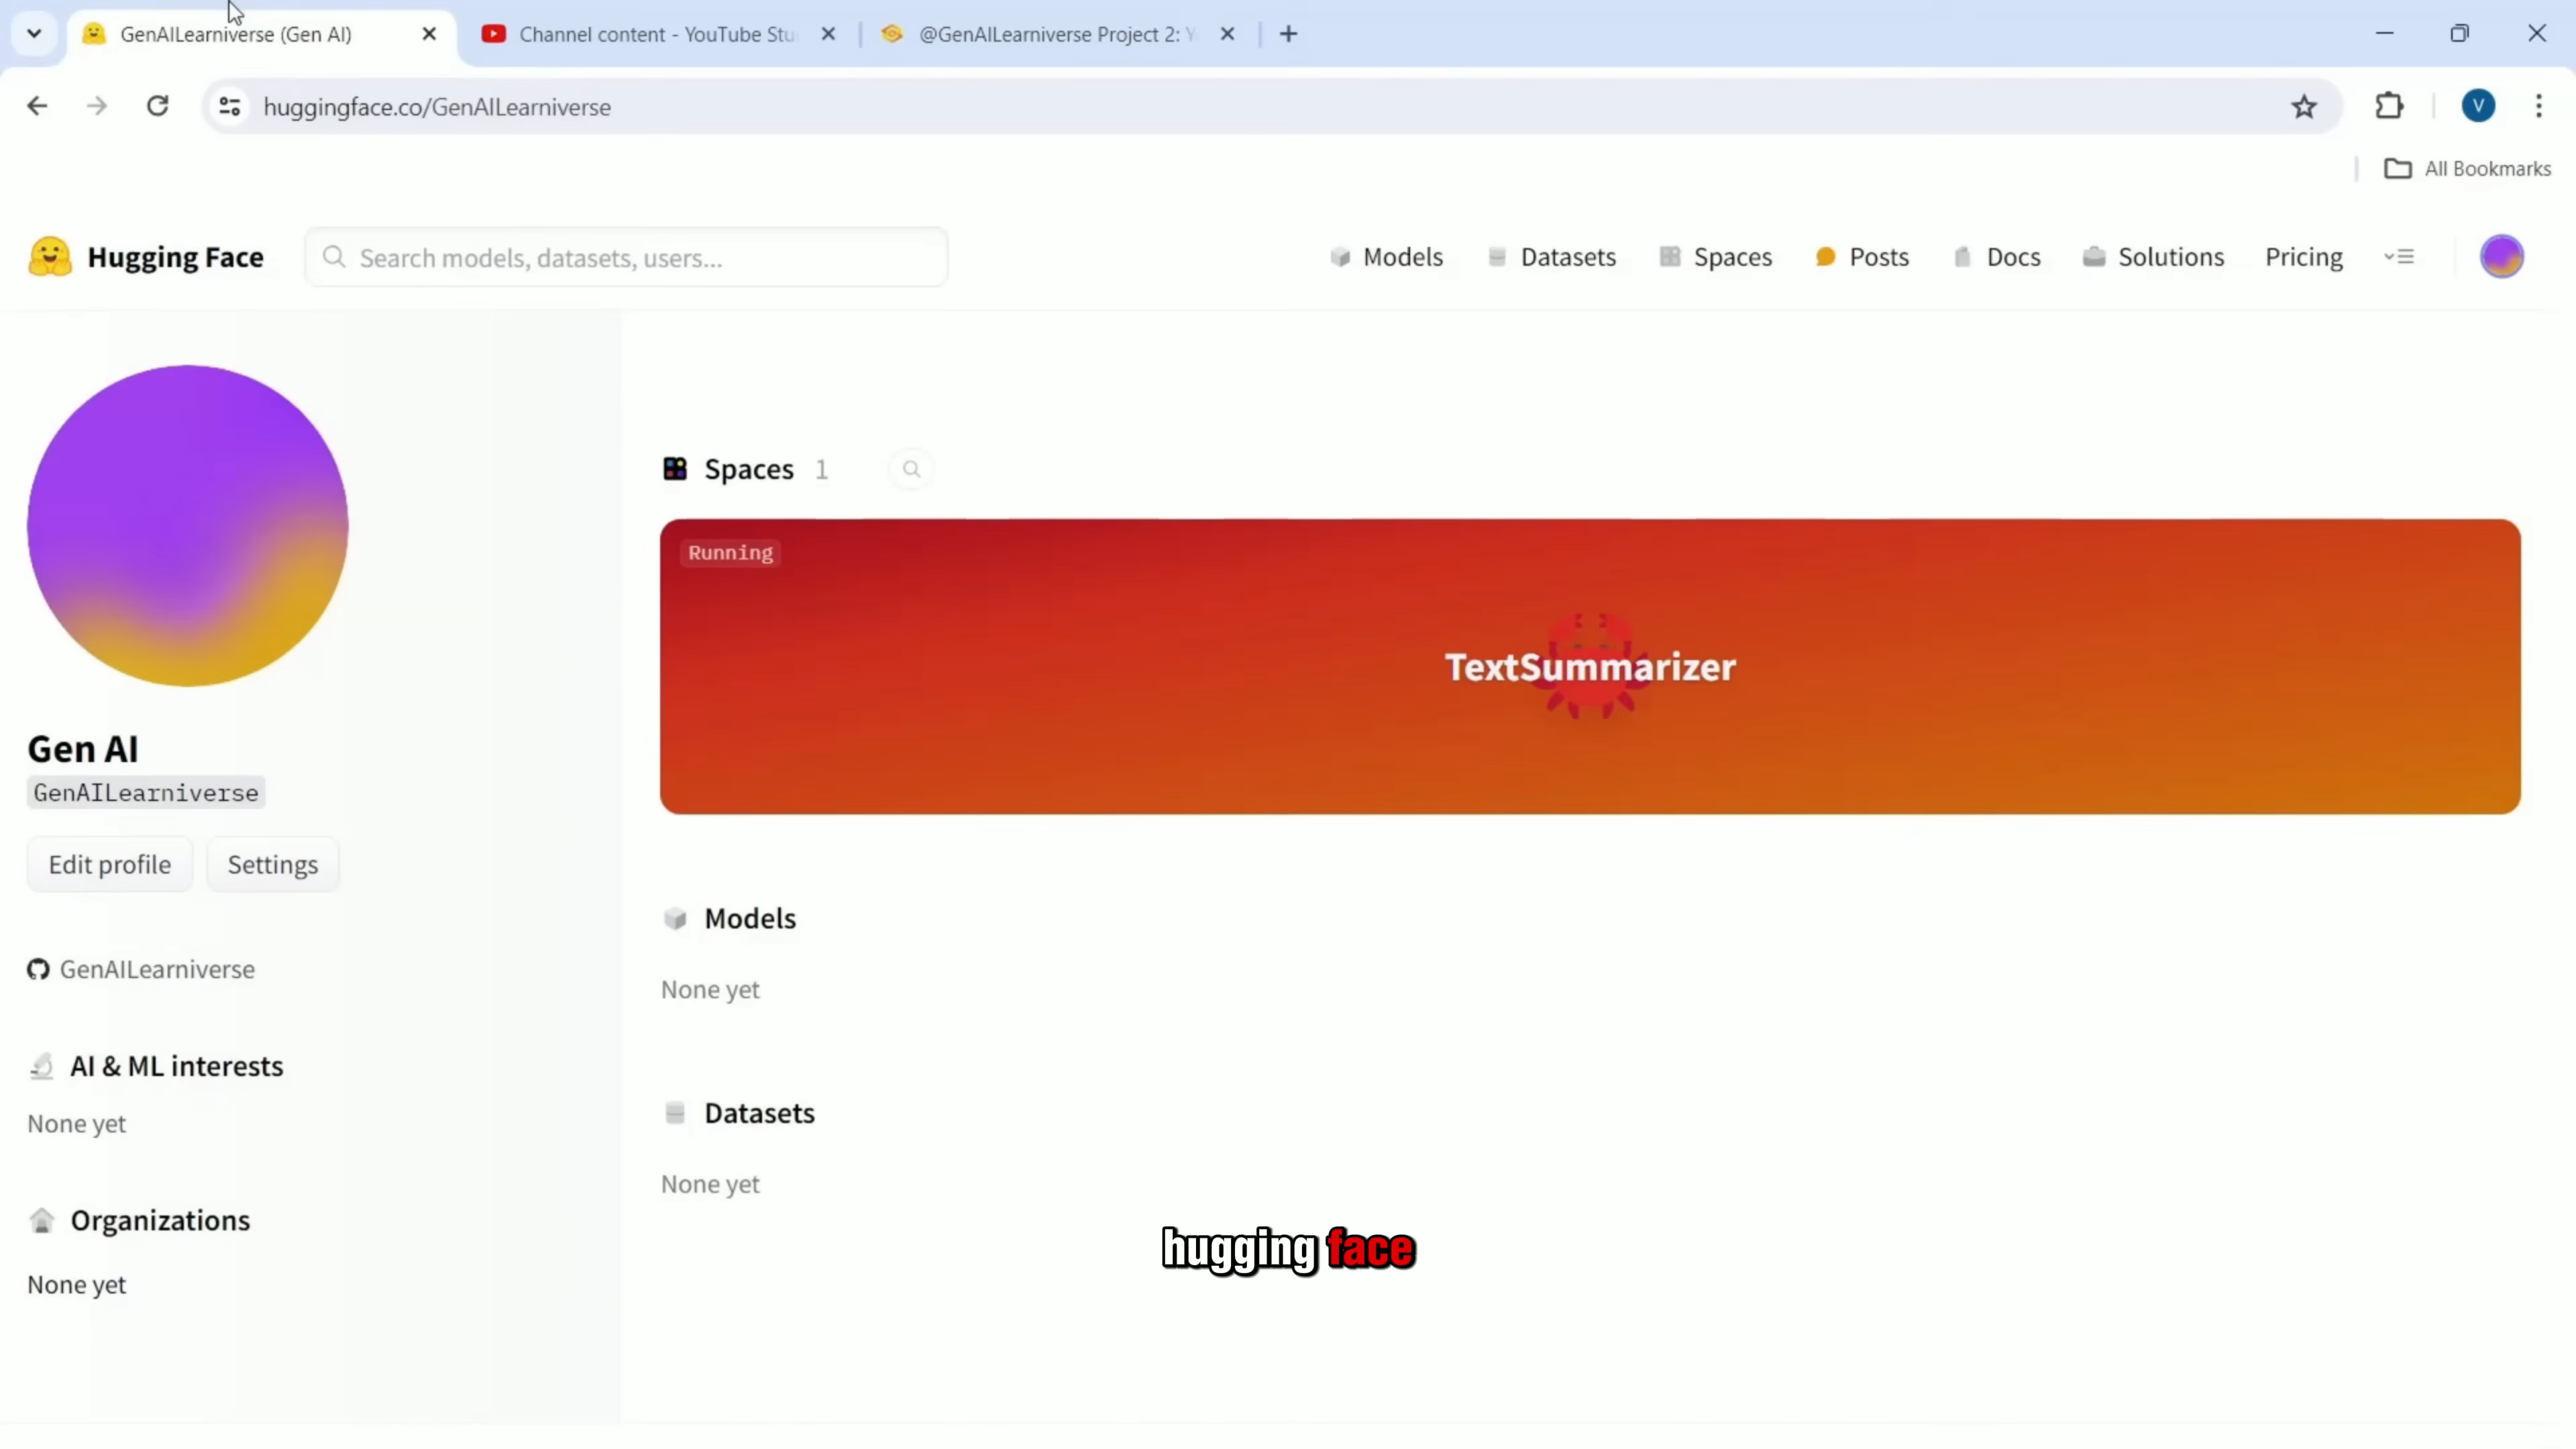 GenAILearniverse (Gen AI)
Channel content - YouTube Stu
@GenAILearniverse Project 2: Y
huggingface.co/GenAILearniverse
V
All Bookmarks
Hugging Face
Search models, datasets, users...
Models
Datasets
Spaces
Posts
Docs
Solutions
Pricing
Spaces 1
Running
TextSummarizer
Gen AI
GenAILearniverse
Edit profile
Settings
GenAILearniverse
AI & ML interests
None yet
Organizations
None yet
Models
None yet
Datasets
None yet
hugging face